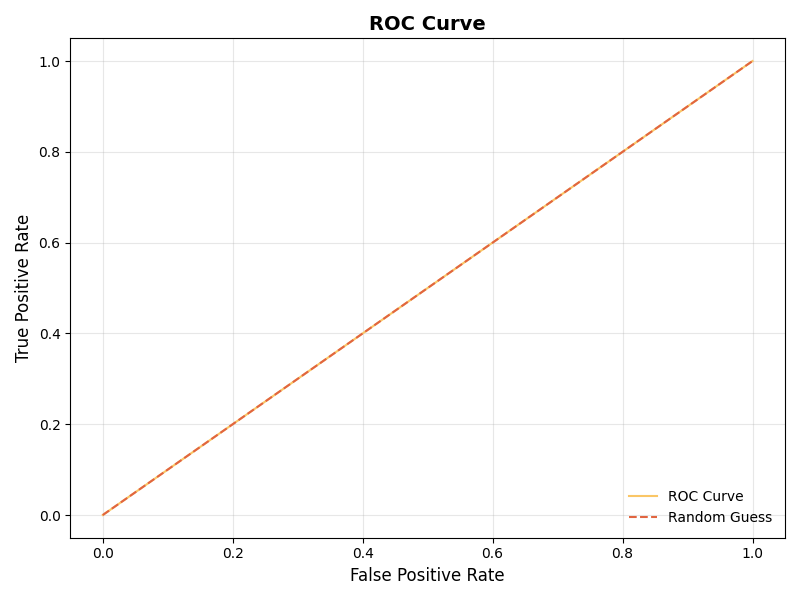 ROC Curve
True Positive Rate
1.0
0.8
0.6
0.4
0.2
0.0
ROC Curve
Random Guess
0.0 0.2 0.4 0.6 0.8 1.0
False Positive Rate